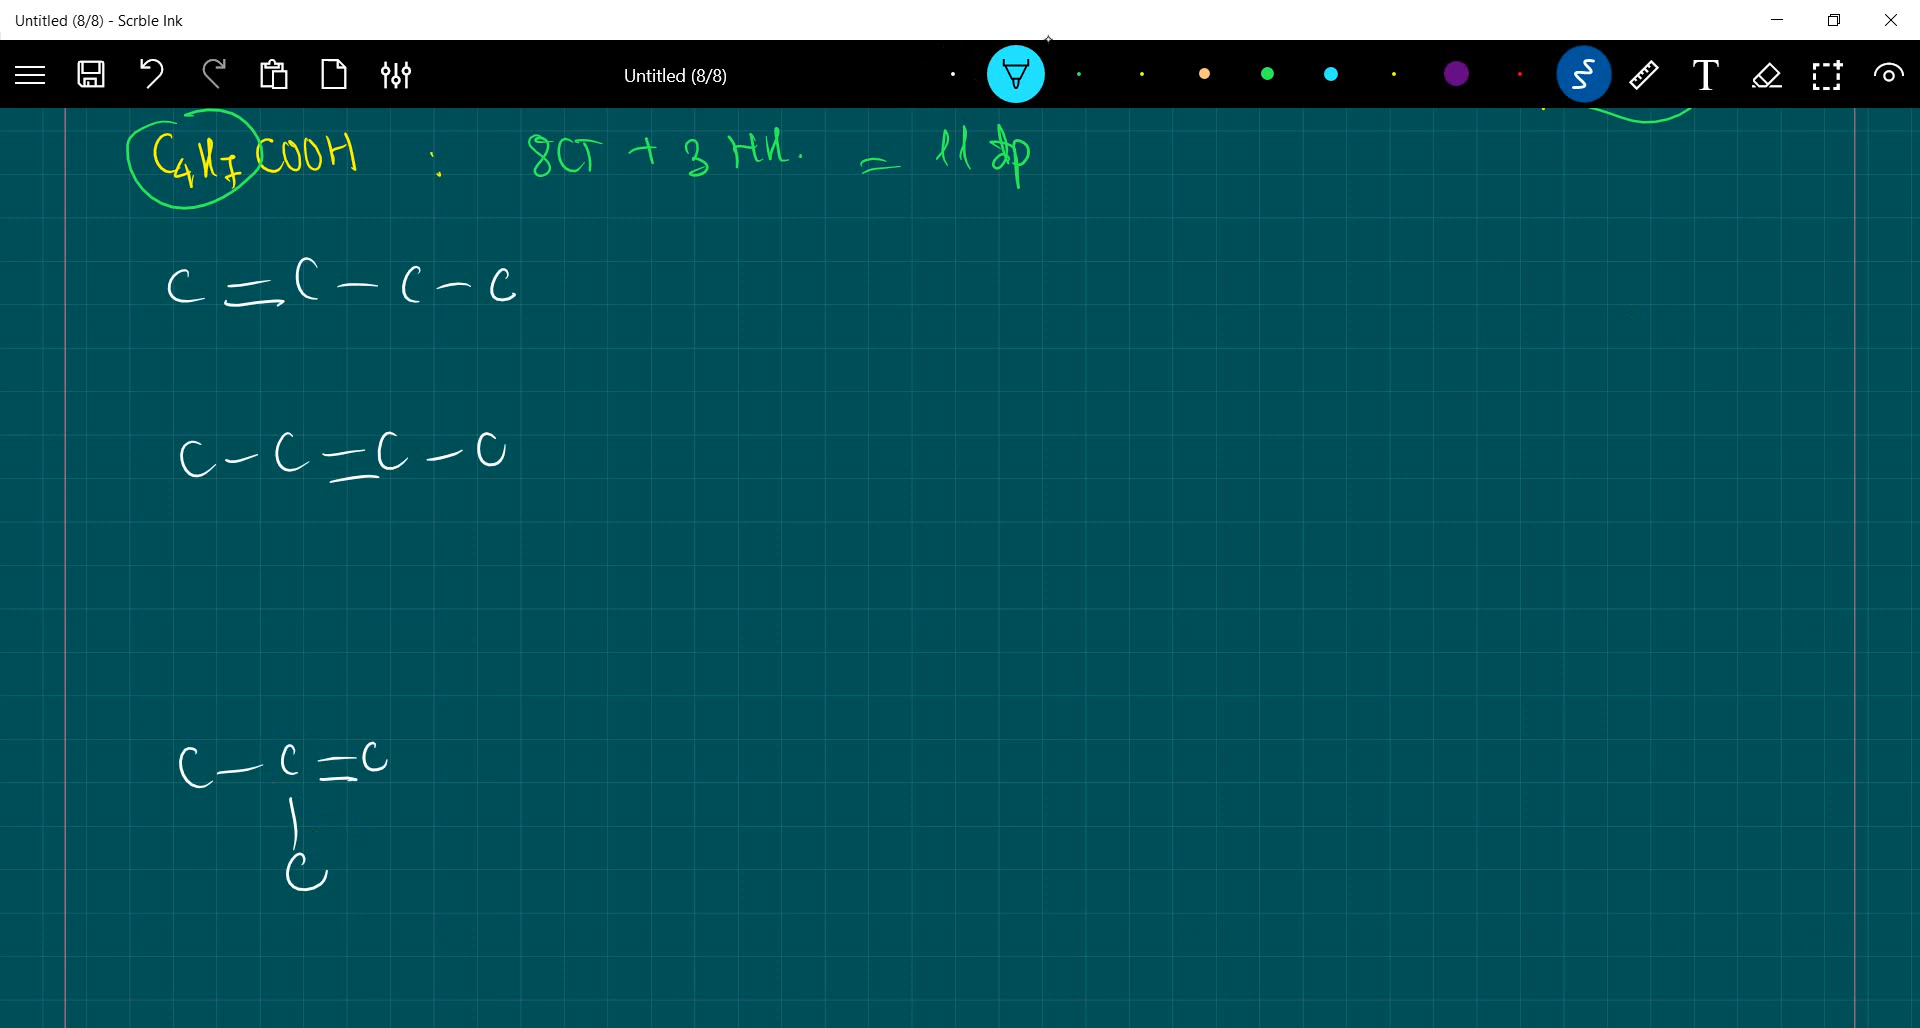 Untitled (8/8) - Scrble Ink
Untitled (8/8)
T
C₄H₇COOH : 8CT + 3 HH. = 11 đp
C = C - C - C
C - C = C - C
C - C = C
|
C